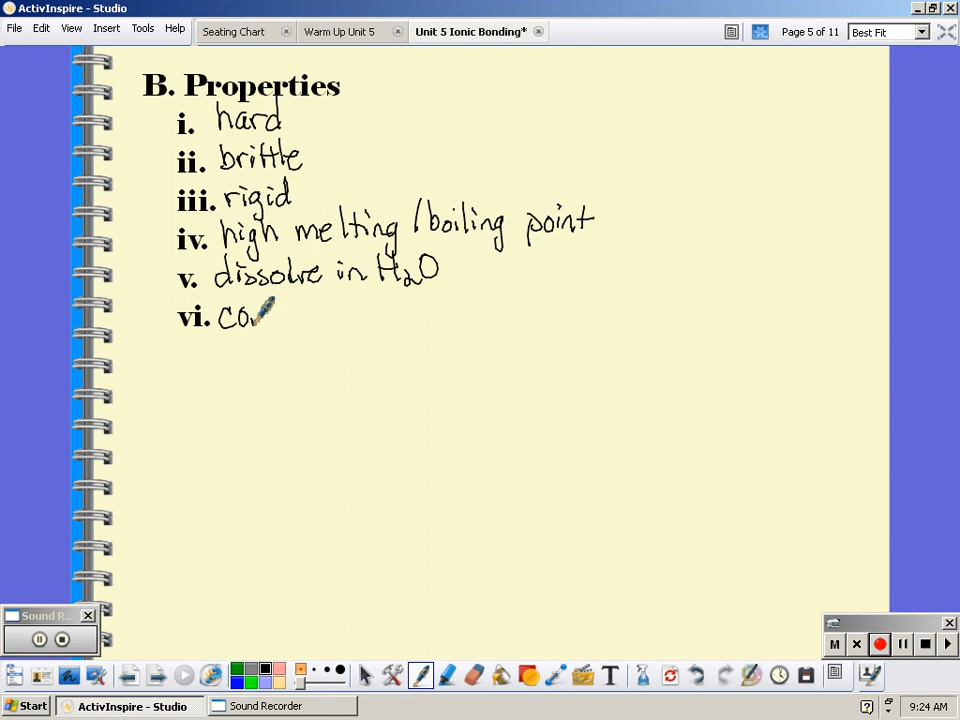 ActivInspire - Studio
File Edit View Insert Tools Help Seating Chart Warm Up Unit 5 Unit 5 Ionic Bonding* Page 5 of 11 Best Fit
B. Properties
i. hard
ii. brittle
iii. rigid
iv. high melting / boiling point
v. dissolve in H₂O
vi. co
Sound R...
M
Start ActivInspire - Studio Sound Recorder 9:24 AM